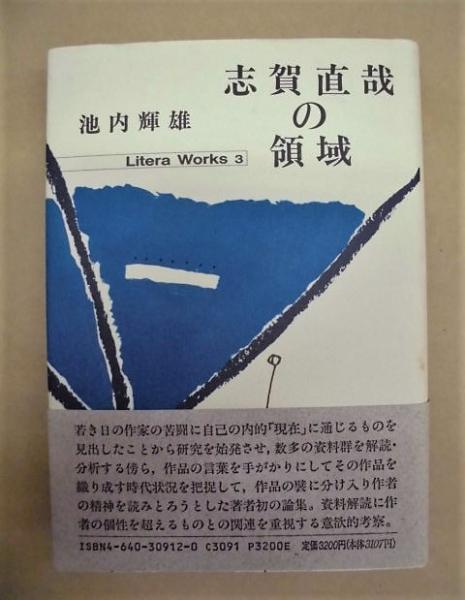 志賀直哉
の
領域
池内輝雄
Litera Works 3
若き日の作家の苦闘に自己の内的『現在』に通じるものを
見出したことから研究を始発させ，数多の資料群を解読・
分析する傍ら，作品の言葉を手がかりにしてその作品を
織り成す時代状況を把捉して，作品の襞に分け入り作者
の精神を読みとろうとした著者初の論集。資料解読に作
者の個性を超えるものとの関連を重視する意欲的考察。
ISBN4-640-30912-0 C3091 P3200E 定価3200円(本体3107円)